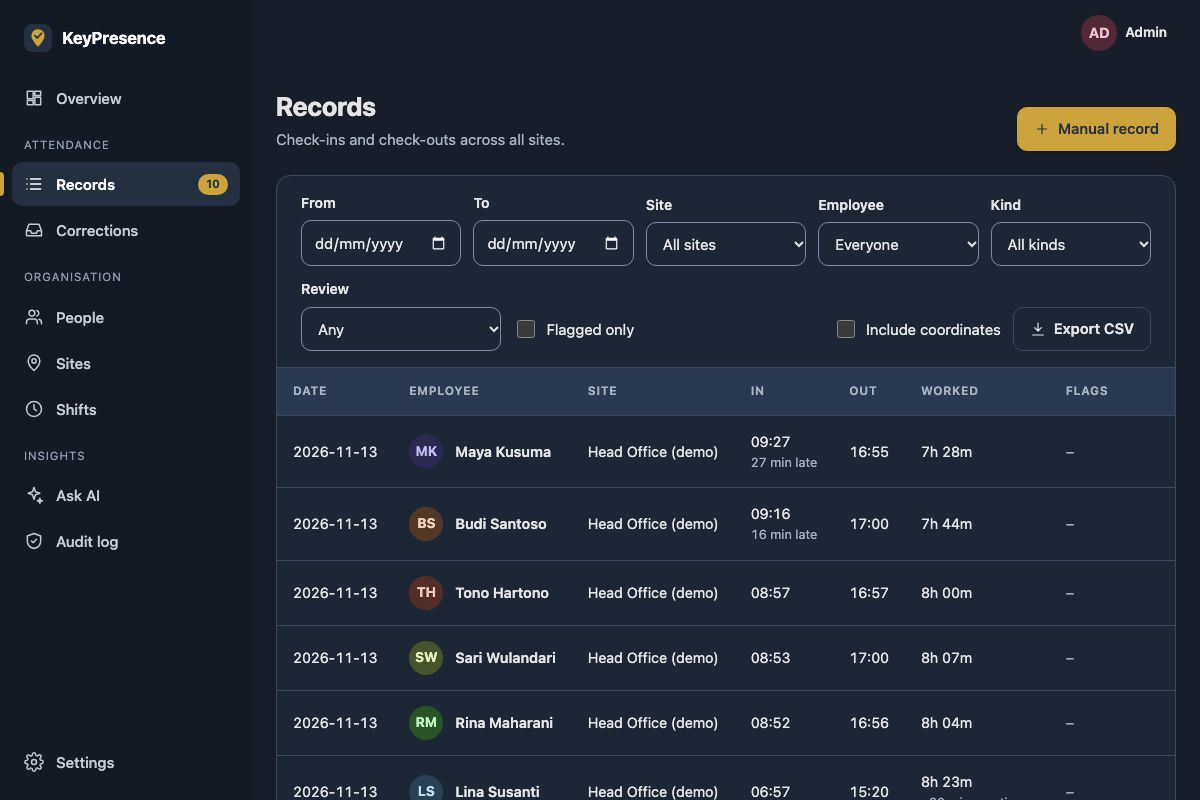 KeyPresence
AD Admin
Overview
ATTENDANCE
Records 10
Corrections
ORGANISATION
People
Sites
Shifts
INSIGHTS
Ask AI
Audit log
Settings
Records
Check-ins and check-outs across all sites.
+ Manual record
From To Site Employee Kind
dd/mm/yyyy dd/mm/yyyy All sites Everyone All kinds
Review
Any Flagged only Include coordinates Export CSV
DATE EMPLOYEE SITE IN OUT WORKED FLAGS
2026-11-13 MK Maya Kusuma Head Office (demo) 09:27 16:55 7h 28m –
27 min late
2026-11-13 BS Budi Santoso Head Office (demo) 09:16 17:00 7h 44m –
16 min late
2026-11-13 TH Tono Hartono Head Office (demo) 08:57 16:57 8h 00m –
2026-11-13 SW Sari Wulandari Head Office (demo) 08:53 17:00 8h 07m –
2026-11-13 RM Rina Maharani Head Office (demo) 08:52 16:56 8h 04m –
2026-11-13 LS Lina Susanti Head Office (demo) 06:57 15:20 8h 23m –